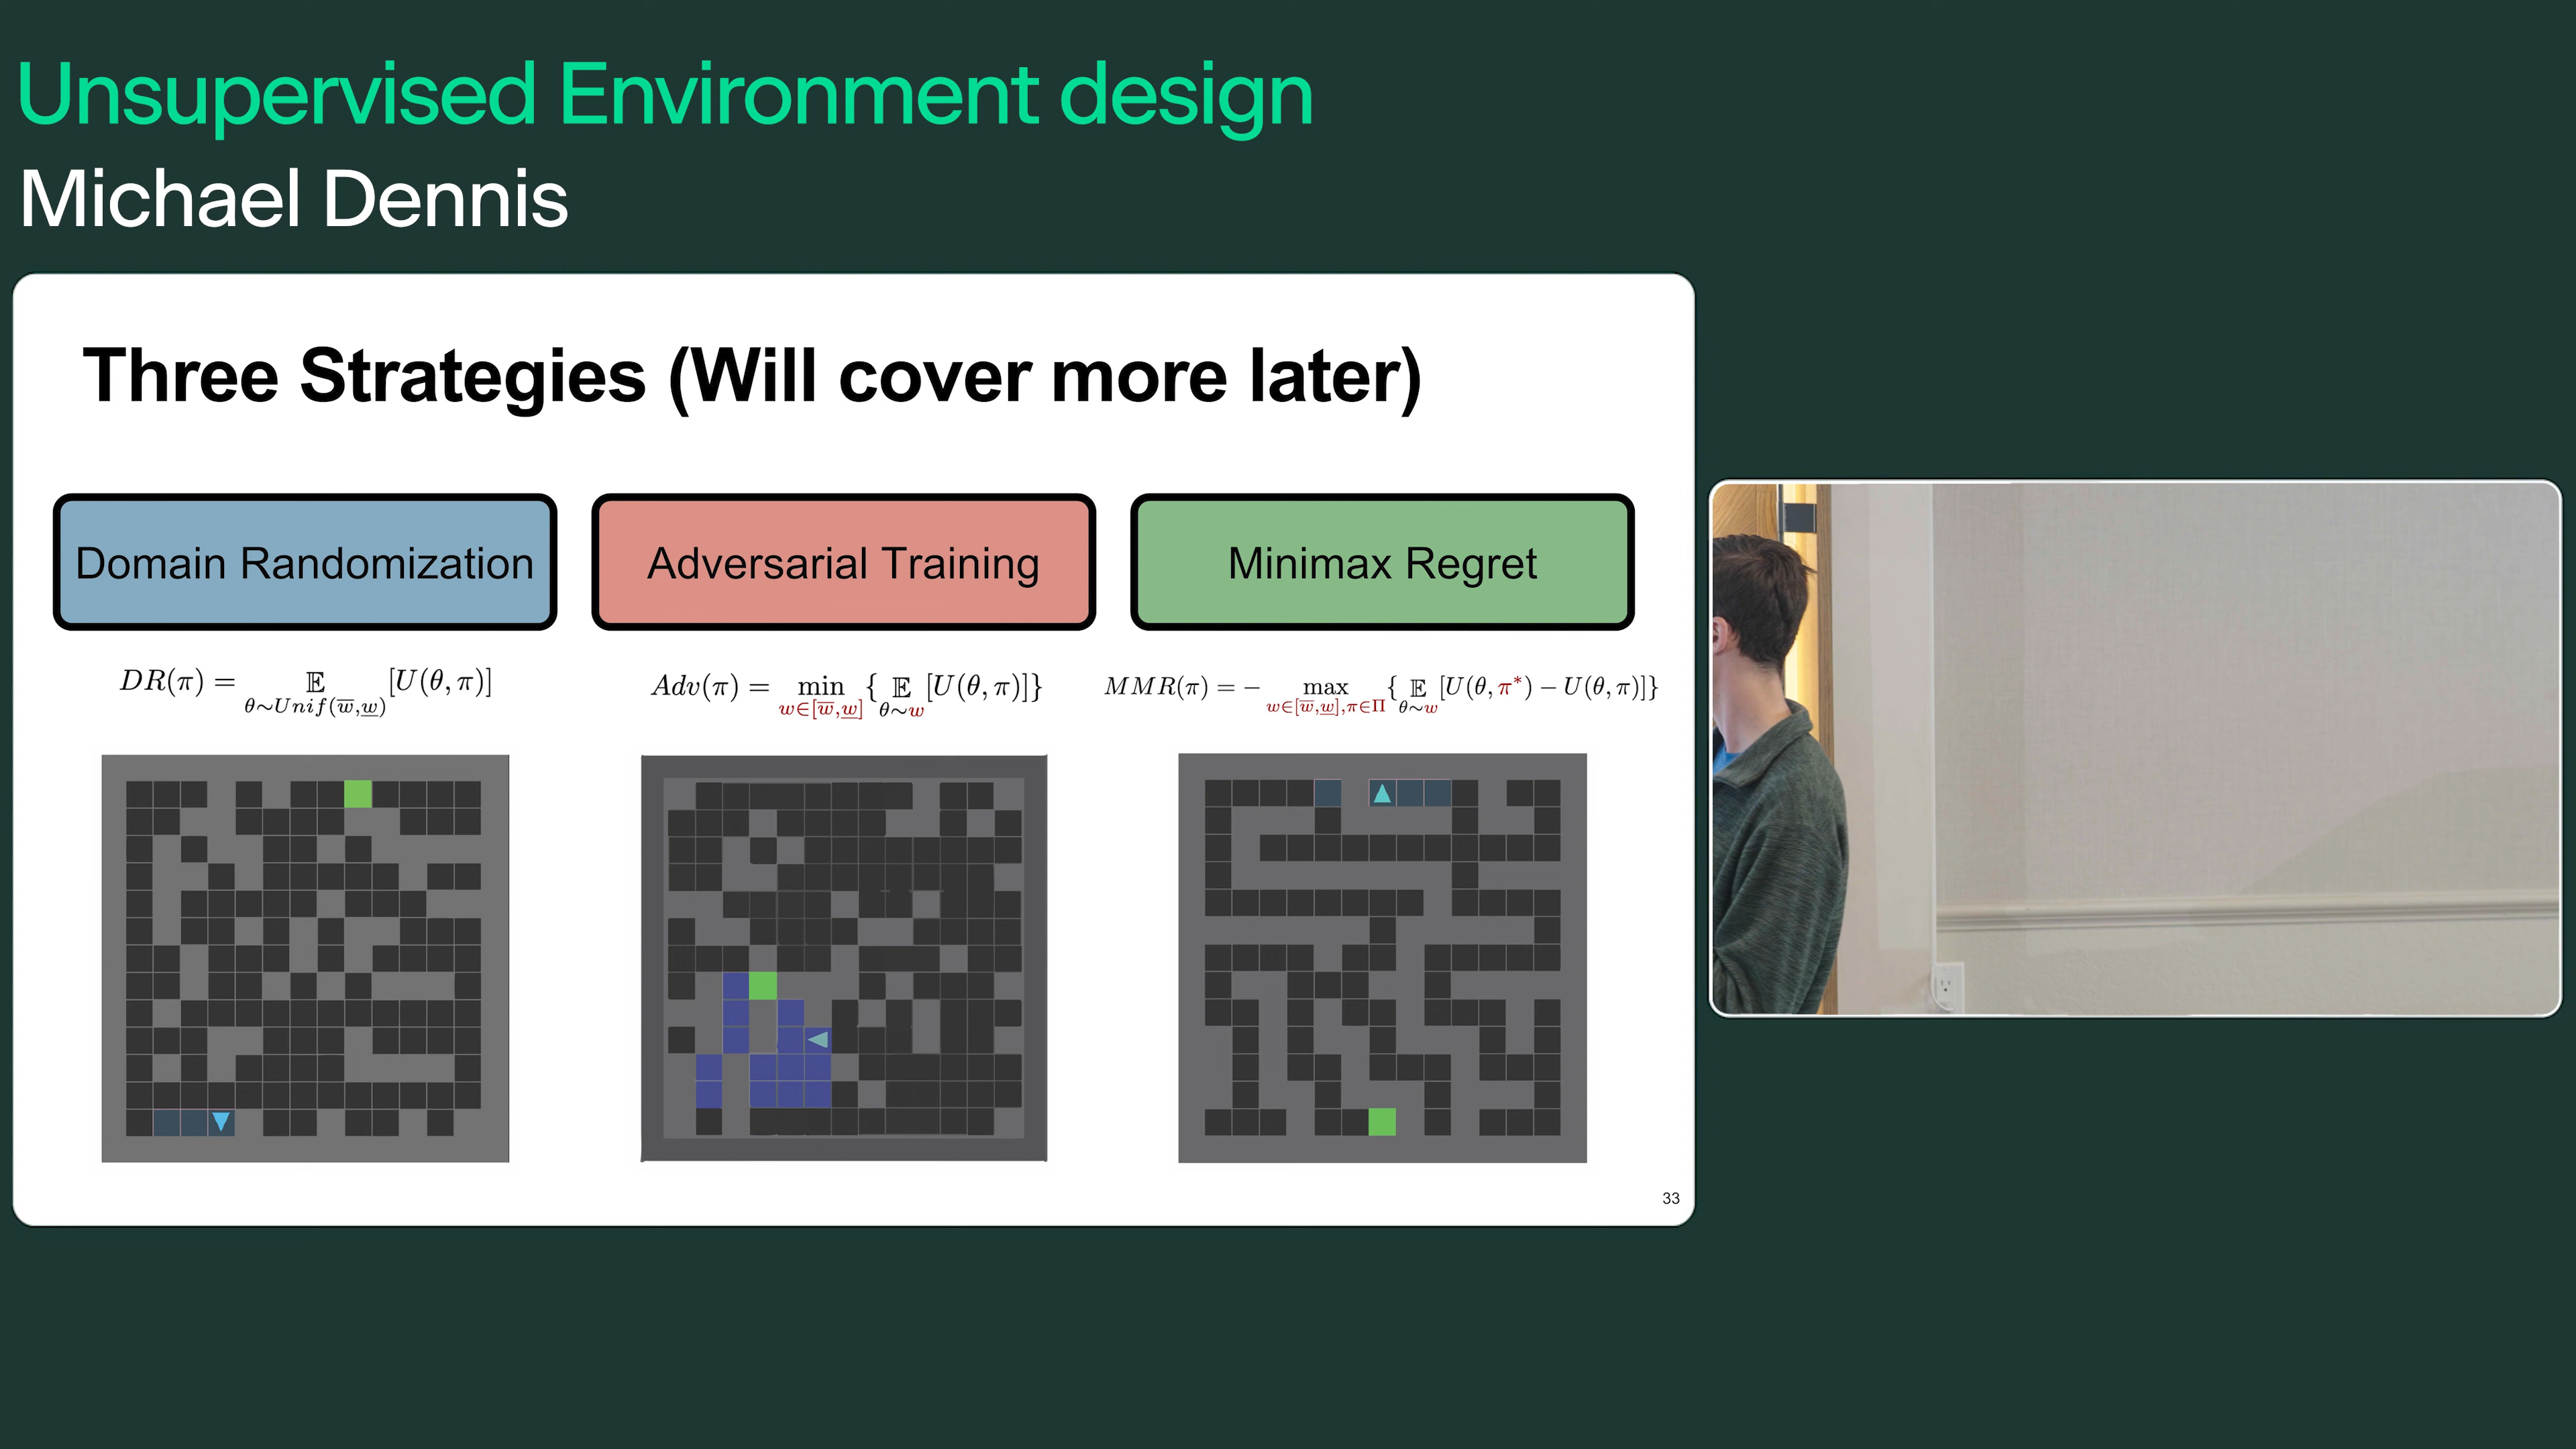 Unsupervised Environment design
Michael Dennis
Three Strategies (Will cover more later)
Domain Randomization
Adversarial Training
Minimax Regret
DR(π) = 𝔼 [U(θ, π)]
θ∼Unif(w̅,w̲)
Adv(π) = min { 𝔼 [U(θ, π)]}
w∈[w̅,w̲] θ∼w
MMR(π) = − max { 𝔼 [U(θ, π*) − U(θ, π)]}
w∈[w̅,w̲],π∈Π θ∼w
33